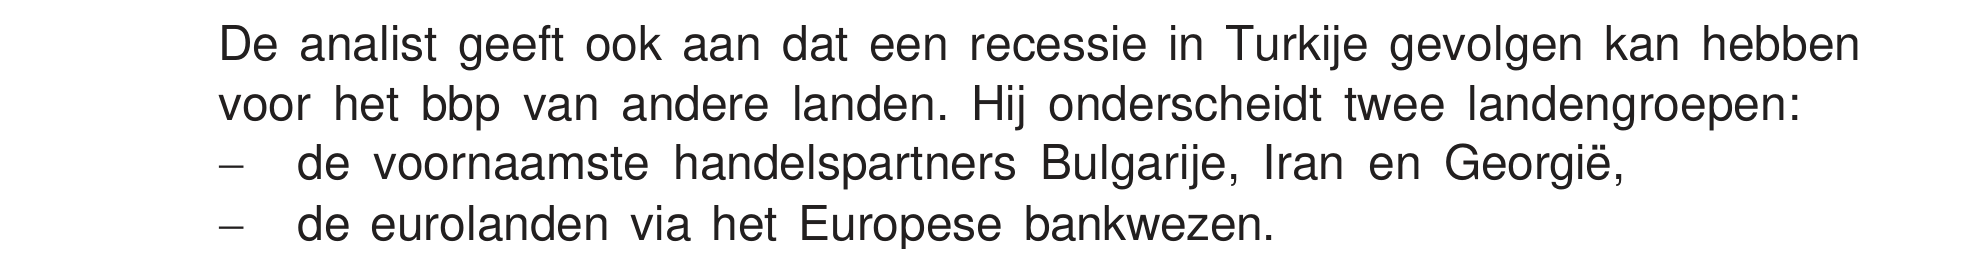 De analist geeft ook aan dat een recessie in Turkije gevolgen kan hebben
voor het bbp van andere landen. Hij onderscheidt twee landengroepen:
– de voornaamste handelspartners Bulgarije, Iran en Georgië,
– de eurolanden via het Europese bankwezen.